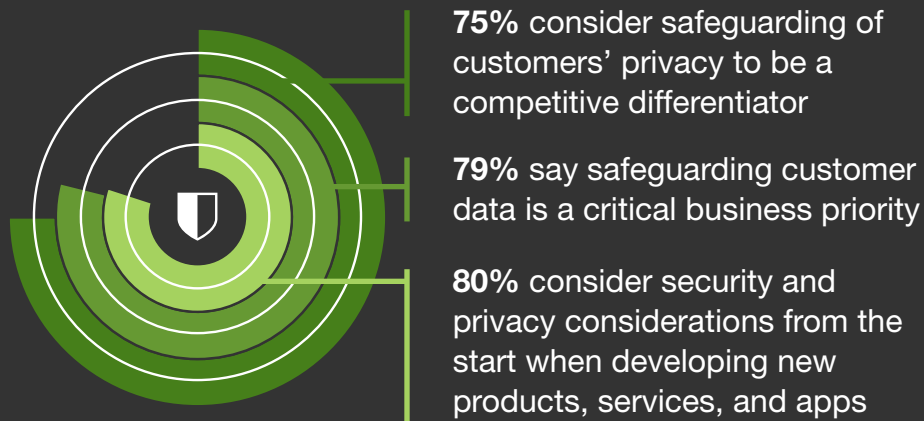 75% consider safeguarding of
customers’ privacy to be a
competitive differentiator
79% say safeguarding customer
data is a critical business priority
80% consider security and
privacy considerations from the
start when developing new
products, services, and apps